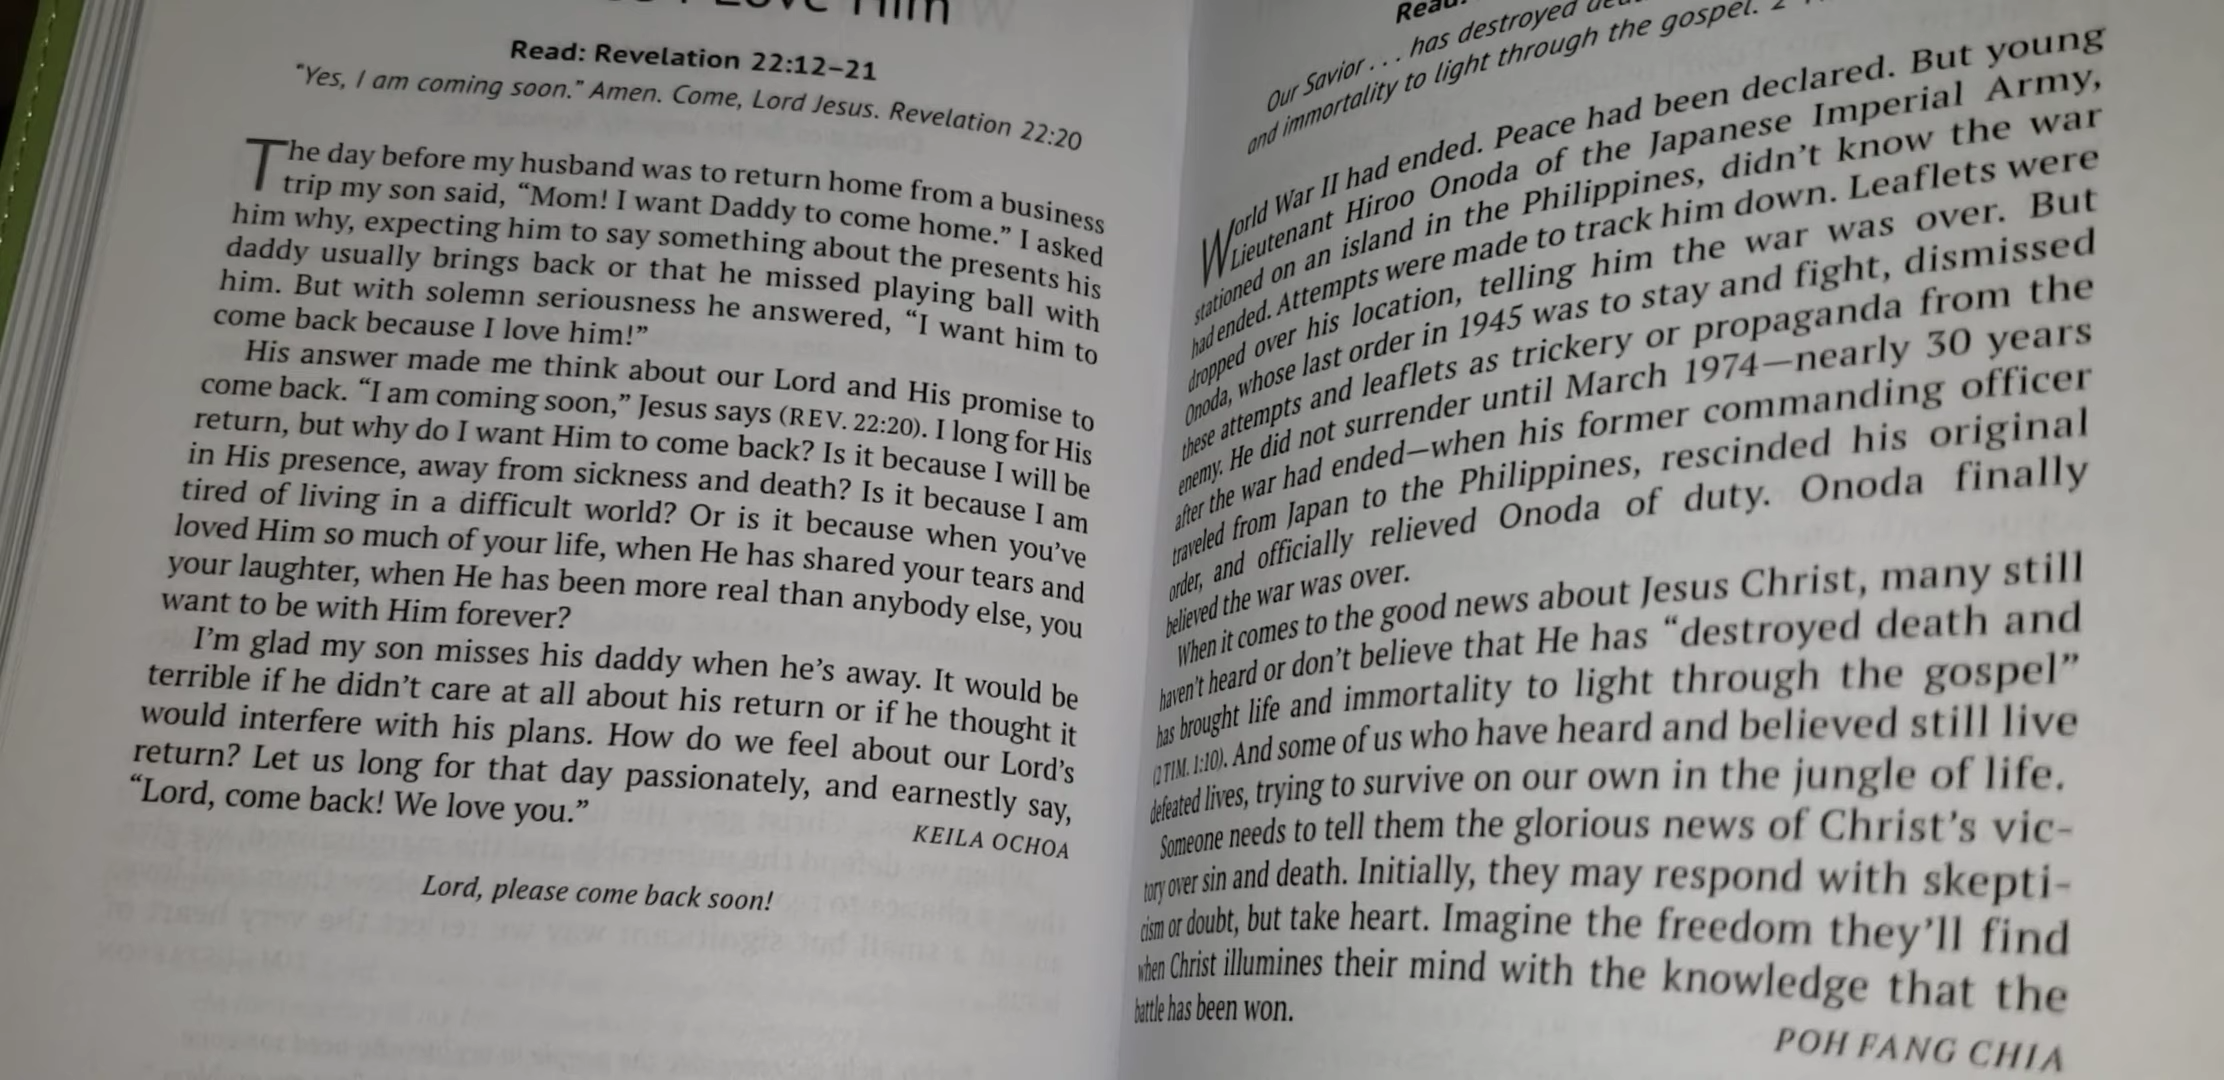 Love Him
Read: Revelation 22:12–21
"Yes, I am coming soon." Amen. Come, Lord Jesus. Revelation 22:20
The day before my husband was to return home from a business
trip my son said, “Mom! I want Daddy to come home.” I asked
him why, expecting him to say something about the presents his
daddy usually brings back or that he missed playing ball with
him. But with solemn seriousness he answered, “I want him to
come back because I love him!”
His answer made me think about our Lord and His promise to
come back. “I am coming soon,” Jesus says (REV. 22:20). I long for His
return, but why do I want Him to come back? Is it because I will be
in His presence, away from sickness and death? Is it because I am
tired of living in a difficult world? Or is it because when you’ve
loved Him so much of your life, when He has shared your tears and
your laughter, when He has been more real than anybody else, you
want to be with Him forever?
I’m glad my son misses his daddy when he’s away. It would be
terrible if he didn’t care at all about his return or if he thought it
would interfere with his plans. How do we feel about our Lord’s
return? Let us long for that day passionately, and earnestly say,
“Lord, come back! We love you.”
KEILA OCHOA
Lord, please come back soon!
Read:
Our Savior . . . has destroyed
and immortality to light through the gospel.
World War II had ended. Peace had been declared. But young
Lieutenant Hiroo Onoda of the Japanese Imperial Army,
stationed on an island in the Philippines, didn’t know the war
had ended. Attempts were made to track him down. Leaflets were
dropped over his location, telling him the war was over. But
Onoda, whose last order in 1945 was to stay and fight, dismissed
these attempts and leaflets as trickery or propaganda from the
enemy. He did not surrender until March 1974—nearly 30 years
after the war had ended—when his former commanding officer
traveled from Japan to the Philippines, rescinded his original
order, and officially relieved Onoda of duty. Onoda finally
believed the war was over.
When it comes to the good news about Jesus Christ, many still
haven’t heard or don’t believe that He has “destroyed death and
has brought life and immortality to light through the gospel”
(2 TIM. 1:10). And some of us who have heard and believed still live
defeated lives, trying to survive on our own in the jungle of life.
Someone needs to tell them the glorious news of Christ’s vic-
tory over sin and death. Initially, they may respond with skepti-
cism or doubt, but take heart. Imagine the freedom they’ll find
when Christ illumines their mind with the knowledge that the
battle has been won.
POH FANG CHIA